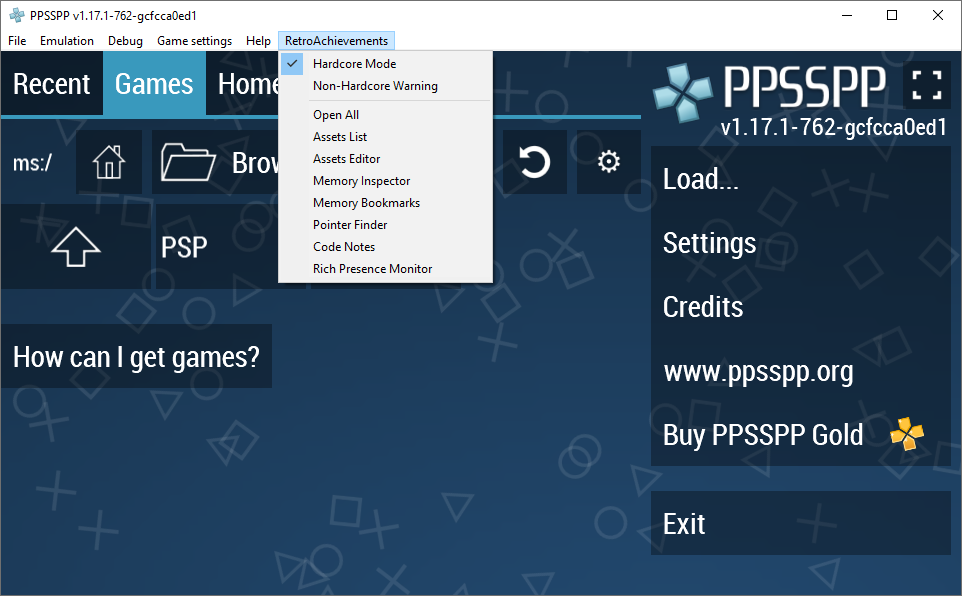 PPSSPP v1.17.1-762-gcfcca0ed1
File Emulation Debug Game settings Help RetroAchievements
Hardcore Mode
Non-Hardcore Warning
Open All
Assets List
Assets Editor
Memory Inspector
Memory Bookmarks
Pointer Finder
Code Notes
Rich Presence Monitor
Recent Games Home
ms:/ Brow
PSP
How can I get games?
PPSSPP
v1.17.1-762-gcfcca0ed1
Load...
Settings
Credits
www.ppsspp.org
Buy PPSSPP Gold
Exit